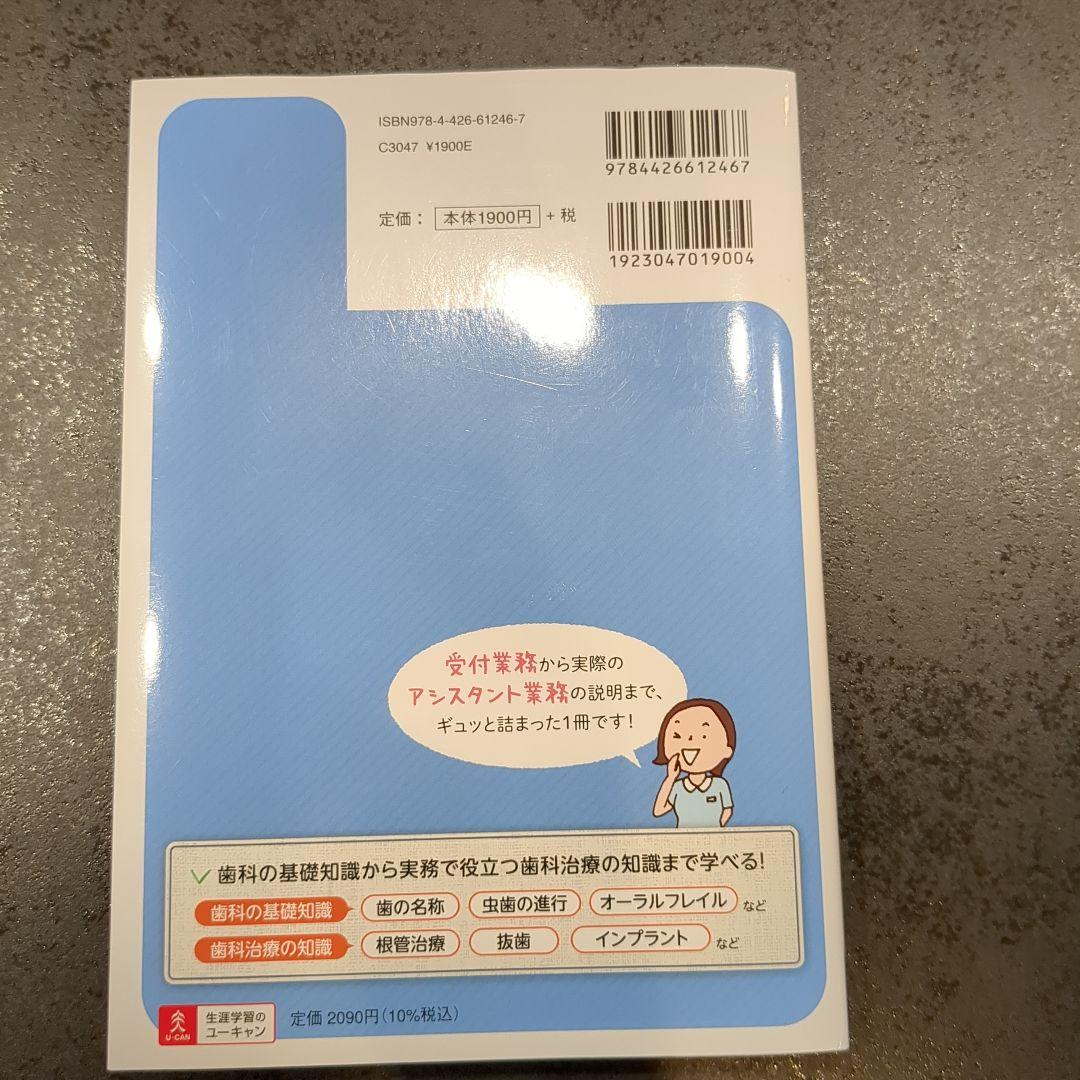 ISBN978-4-426-61246-7
C3047 ¥1900E
9784426612467
定価： 本体1900円 + 税
1923047019004
受付業務から実際の
アシスタント業務の説明まで、
ギュッと詰まった1冊です！
歯科の基礎知識から実務で役立つ歯科治療の知識まで学べる！
歯科の基礎知識 歯の名称 虫歯の進行 オーラルフレイル など
歯科治療の知識 根管治療 抜歯 インプラント など
U-CAN
生涯学習の
ユーキャン
定価 2090円（10%税込）